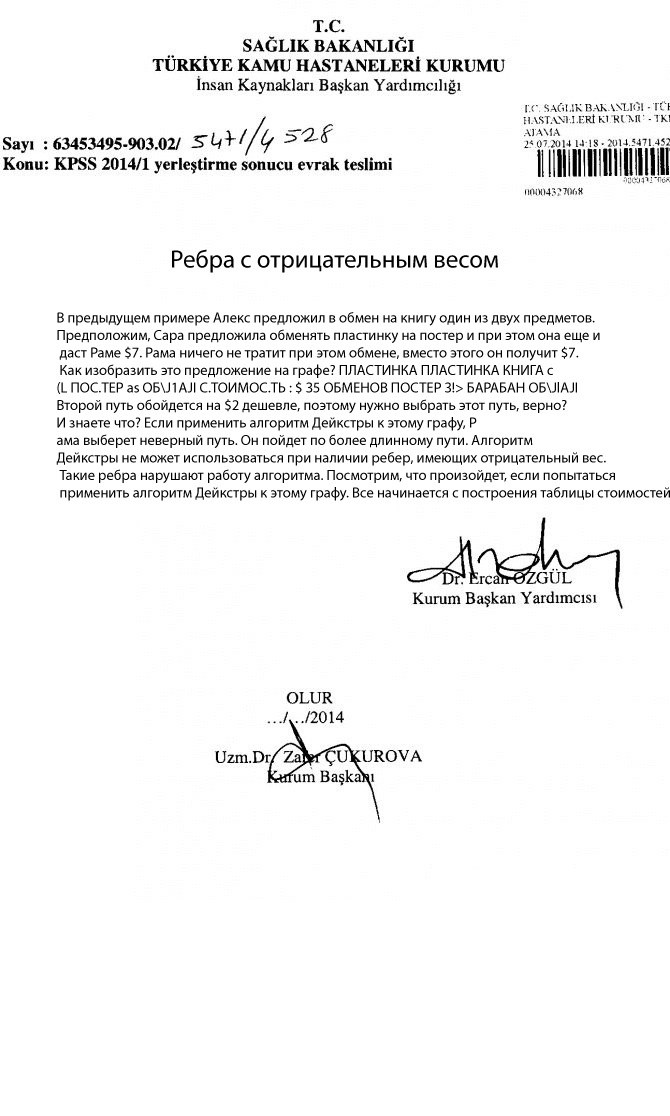 T.C.
SAĞLIK BAKANLIĞI
TÜRKİYE KAMU HASTANELERİ KURUMU
İnsan Kaynakları Başkan Yardımcılığı
T.C. SAĞLIK BAKANLIĞI - TÜR
HASTANELERİ KURUMU - TK
ATAMA
25.07.2014 14:18 - 2014.5471.452
00004327068
00004327068
Sayı : 63453495-903.02/ 5471/4528
Konu: KPSS 2014/1 yerleştirme sonucu evrak teslimi
Ребра с отрицательным весом
В предыдущем примере Алекс предложил в обмен на книгу один из двух предметов.
Предположим, Сара предложила обменять пластинку на постер и при этом она еще и
даст Раме $7. Рама ничего не тратит при этом обмене, вместо этого он получит $7.
Как изобразить это предложение на графе? ПЛАСТИНКА ПЛАСТИНКА КНИГА с
(L ПОС.ТЕР as ОБ\J1AJI С.ТОИМОС.ТЬ : $ 35 ОБМЕНОВ ПОСТЕР 3!> БАРАБАН ОБ\JIAJI
Второй путь обойдется на $2 дешевле, поэтому нужно выбрать этот путь, верно?
И знаете что? Если применить алгоритм Дейкстры к этому графу, Р
ама выберет неверный путь. Он пойдет по более длинному пути. Алгоритм
Дейкстры не может использоваться при наличии ребер, имеющих отрицательный вес.
Такие ребра нарушают работу алгоритма. Посмотрим, что произойдет, если попытаться
применить алгоритм Дейкстры к этому графу. Все начинается с построения таблицы стоимостей
Dr. Ercan ÖZGÜL
Kurum Başkan Yardımcısı
OLUR
.../.../2014
Uzm.Dr. Zafer ÇUKUROVA
Kurum Başkanı